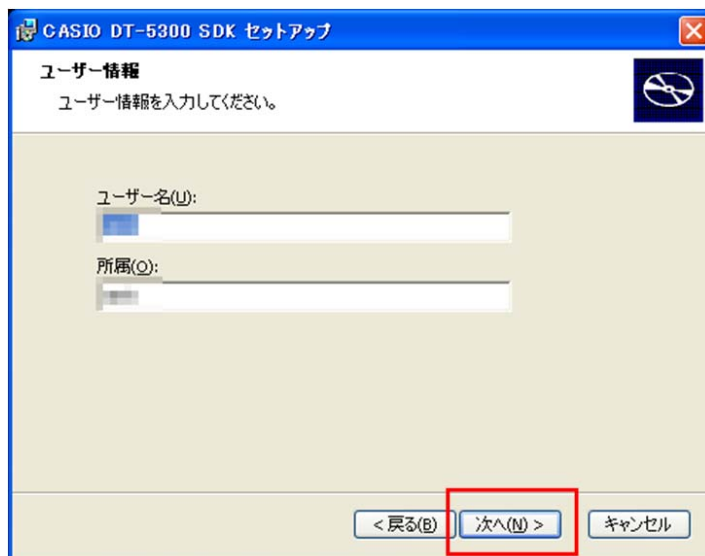 CASIO DT-5300 SDK セットアップ
ユーザー情報
ユーザー情報を入力してください。
ユーザー名(U):
所属(O):
< 戻る(B) 次へ(N) > キャンセル